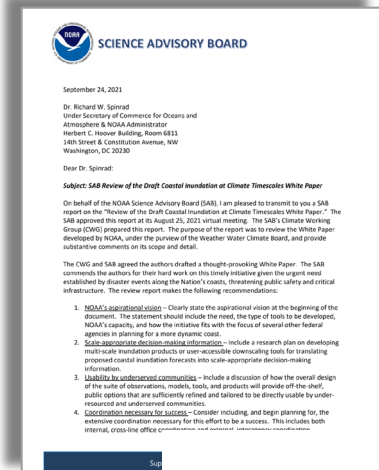 NOAA
SCIENCE ADVISORY BOARD
September 24, 2021
Dr. Richard W. Spinrad
Under Secretary of Commerce for Oceans and
Atmosphere & NOAA Administrator
Herbert C. Hoover Building, Room 6811
14th Street & Constitution Avenue, NW
Washington, DC 20230
Dear Dr. Spinrad:
Subject: SAB Review of the Draft Coastal Inundation at Climate Timescales White Paper
On behalf of the NOAA Science Advisory Board (SAB), I am pleased to transmit to you a SAB
report on the "Review of the Draft Coastal Inundation at Climate Timescales White Paper." The
SAB approved this report at its August 25, 2021 virtual meeting. The SAB's Climate Working
Group (CWG) prepared this report. The purpose of the report was to review the White Paper
developed by NOAA, under the purview of the Weather Water Climate Board, and provide
substantive comments on its scope and detail.
The CWG and SAB agreed the authors drafted a thought-provoking White Paper. The SAB
commends the authors for their hard work on this timely initiative given the urgent need
established by disaster events along the Nation's coasts, threatening public safety and critical
infrastructure. The review report makes the following recommendations:
1. NOAA's aspirational vision – Clearly state the aspirational vision at the beginning of the
document. The statement should include the need, the type of tools to be developed,
NOAA's capacity, and how the initiative fits with the focus of several other federal
agencies in planning for a more dynamic coast.
2. Scale-appropriate decision-making information – Include a research plan on developing
multi-scale inundation products or user-accessible downscaling tools for translating
proposed coastal inundation forecasts into scale-appropriate decision-making
information.
3. Usability by underserved communities – Include a discussion of how the overall design
of the suite of observations, models, tools, and products will provide off-the-shelf,
public options that are sufficiently refined and tailored to be directly usable by under-
resourced and underserved communities.
4. Coordination necessary for success – Consider including, and begin planning for, the
extensive coordination necessary for this effort to be a success. This includes both
internal, cross-line office coordination and external, interagency coordination
Sup